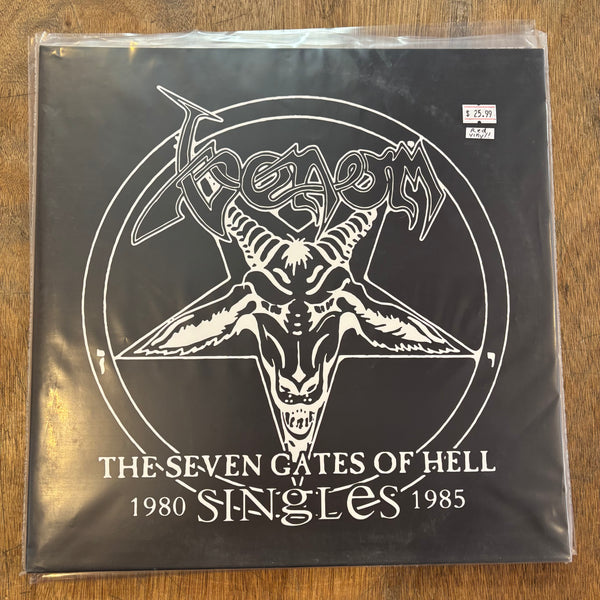 $ 25.99
Red
vinyl!
Venom
THE SEVEN GATES OF HELL
1980 SINgLeS 1985